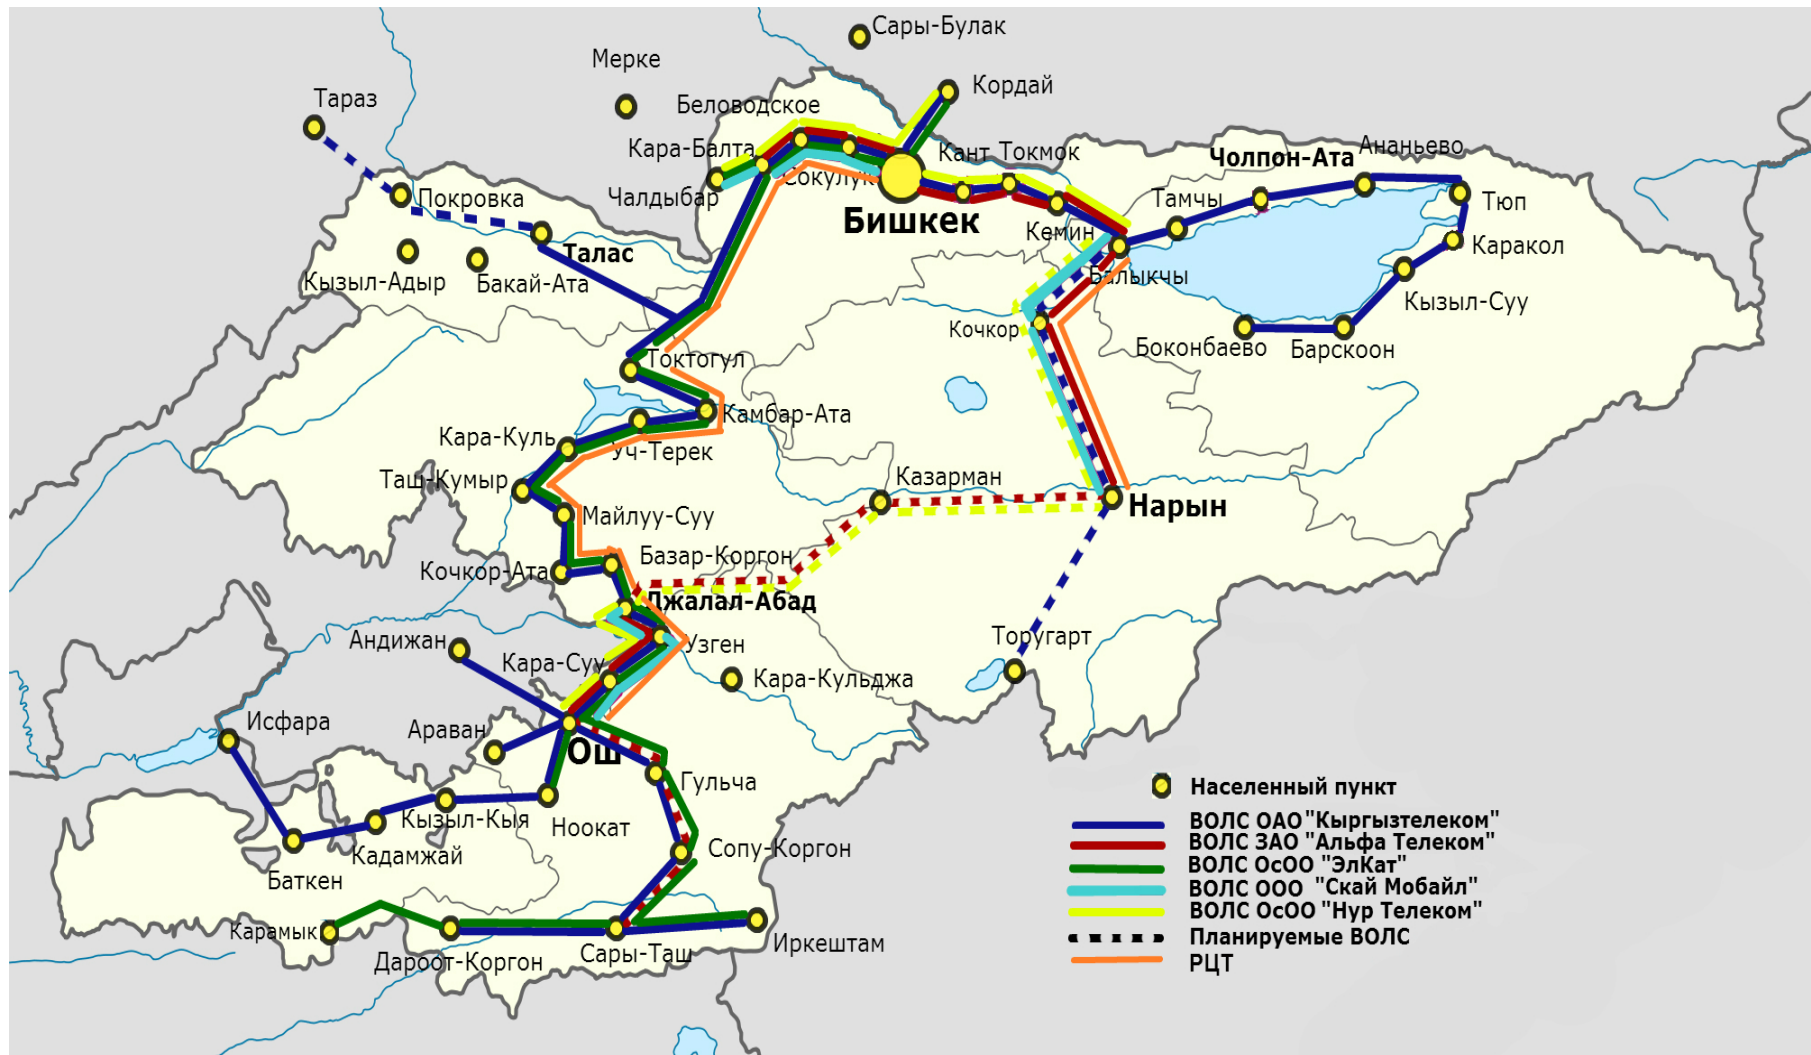 Сары-Булак
Мерке
Кордай
Тараз
Беловодское
Кара-Балта
Кант
Токмок
Чолпон-Ата
Ананьево
Сокулук
Чалдыбар
Покровка
Тамчы
Тюп
Бишкек
Кемин
Каракол
Талас
Кызыл-Адыр
Бакай-Ата
Балыкчы
Кызыл-Суу
Кочкор
Боконбаево
Барскоон
Токтогул
Камбар-Ата
Кара-Куль
Уч-Терек
Таш-Кумыр
Казарман
Нарын
Майлуу-Суу
Базар-Коргон
Кочкор-Ата
Джалал-Абад
Андижан
Узген
Торугарт
Кара-Суу
Кара-Кульджа
Исфара
Араван
Ош
Гульча
Кызыл-Кыя
Ноокат
Кадамжай
Сопу-Коргон
Баткен
Карамык
Дароот-Коргон
Сары-Таш
Иркештам
Населенный пункт
ВОЛС ОАО "Кыргызтелеком"
ВОЛС ЗАО "Альфа Телеком"
ВОЛС ОсОО "ЭлКат"
ВОЛС ООО "Скай Мобайл"
ВОЛС ОсОО "Нур Телеком"
Планируемые ВОЛС
РЦТ